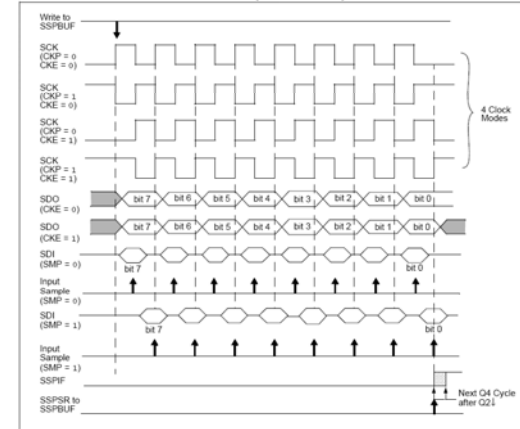 Write to
SSPBUF
SCK
(CKP = 0
CKE = 0)
SCK
(CKP = 1
CKE = 0)
SCK
(CKP = 0
CKE = 1)
SCK
(CKP = 1
CKE = 1)
4 Clock
Modes
SDO
(CKE = 0)
bit 7 bit 6 bit 5 bit 4 bit 3 bit 2 bit 1 bit 0
SDO
(CKE = 1)
bit 7 bit 6 bit 5 bit 4 bit 3 bit 2 bit 1 bit 0
SDI
(SMP = 0)
bit 7 bit 0
Input
Sample
(SMP = 0)
SDI
(SMP = 1)
bit 7 bit 0
Input
Sample
(SMP = 1)
SSPIF
Next Q4 Cycle
after Q2↓
SSPSR to
SSPBUF